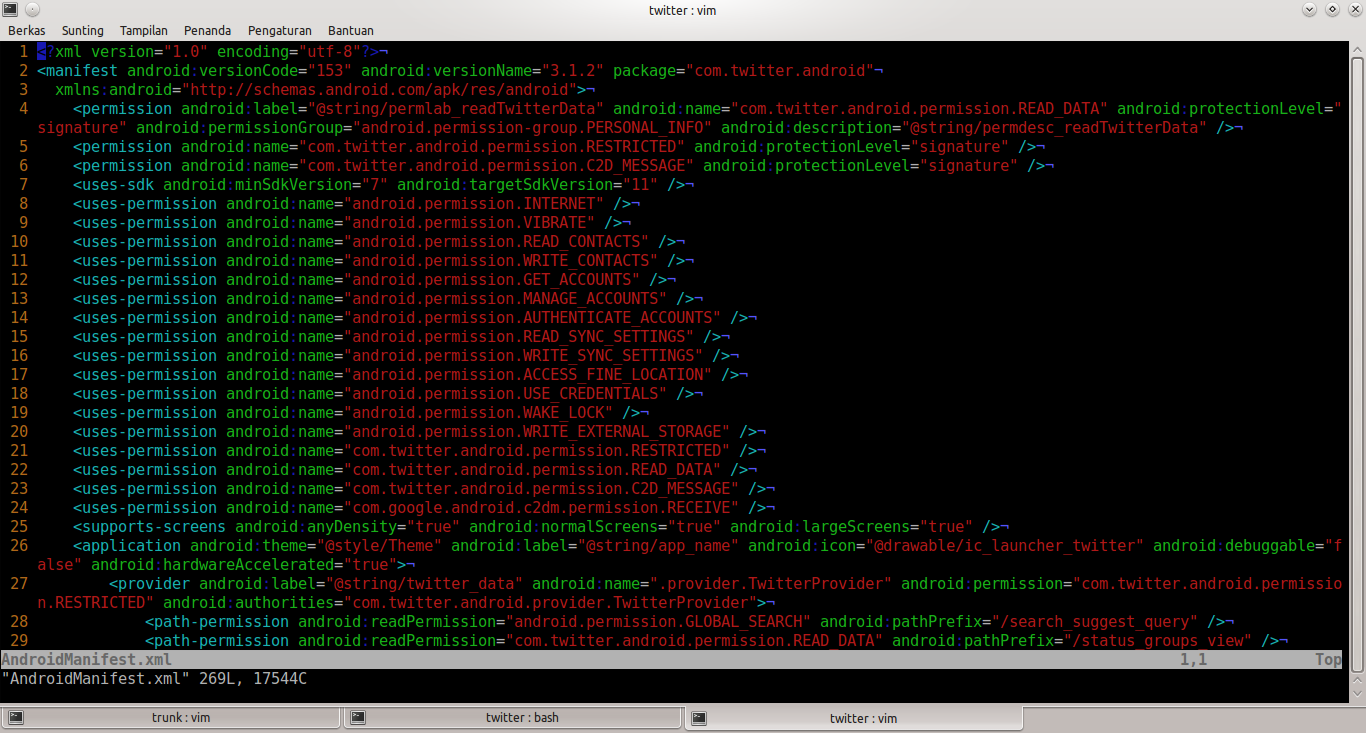 twitter : vim
Berkas Sunting Tampilan Penanda Pengaturan Bantuan
1 <?xml version="1.0" encoding="utf-8"?>¬
2 <manifest android:versionCode="153" android:versionName="3.1.2" package="com.twitter.android"¬
3 xmlns:android="http://schemas.android.com/apk/res/android">¬
4 <permission android:label="@string/permlab_readTwitterData" android:name="com.twitter.android.permission.READ_DATA" android:protectionLevel="
signature" android:permissionGroup="android.permission-group.PERSONAL_INFO" android:description="@string/permdesc_readTwitterData" />¬
5 <permission android:name="com.twitter.android.permission.RESTRICTED" android:protectionLevel="signature" />¬
6 <permission android:name="com.twitter.android.permission.C2D_MESSAGE" android:protectionLevel="signature" />¬
7 <uses-sdk android:minSdkVersion="7" android:targetSdkVersion="11" />¬
8 <uses-permission android:name="android.permission.INTERNET" />¬
9 <uses-permission android:name="android.permission.VIBRATE" />¬
10 <uses-permission android:name="android.permission.READ_CONTACTS" />¬
11 <uses-permission android:name="android.permission.WRITE_CONTACTS" />¬
12 <uses-permission android:name="android.permission.GET_ACCOUNTS" />¬
13 <uses-permission android:name="android.permission.MANAGE_ACCOUNTS" />¬
14 <uses-permission android:name="android.permission.AUTHENTICATE_ACCOUNTS" />¬
15 <uses-permission android:name="android.permission.READ_SYNC_SETTINGS" />¬
16 <uses-permission android:name="android.permission.WRITE_SYNC_SETTINGS" />¬
17 <uses-permission android:name="android.permission.ACCESS_FINE_LOCATION" />¬
18 <uses-permission android:name="android.permission.USE_CREDENTIALS" />¬
19 <uses-permission android:name="android.permission.WAKE_LOCK" />¬
20 <uses-permission android:name="android.permission.WRITE_EXTERNAL_STORAGE" />¬
21 <uses-permission android:name="com.twitter.android.permission.RESTRICTED" />¬
22 <uses-permission android:name="com.twitter.android.permission.READ_DATA" />¬
23 <uses-permission android:name="com.twitter.android.permission.C2D_MESSAGE" />¬
24 <uses-permission android:name="com.google.android.c2dm.permission.RECEIVE" />¬
25 <supports-screens android:anyDensity="true" android:normalScreens="true" android:largeScreens="true" />¬
26 <application android:theme="@style/Theme" android:label="@string/app_name" android:icon="@drawable/ic_launcher_twitter" android:debuggable="f
alse" android:hardwareAccelerated="true">¬
27 <provider android:label="@string/twitter_data" android:name=".provider.TwitterProvider" android:permission="com.twitter.android.permissio
n.RESTRICTED" android:authorities="com.twitter.android.provider.TwitterProvider">¬
28 <path-permission android:readPermission="android.permission.GLOBAL_SEARCH" android:pathPrefix="/search_suggest_query" />¬
29 <path-permission android:readPermission="com.twitter.android.permission.READ_DATA" android:pathPrefix="/status_groups_view" />¬
AndroidManifest.xml 1,1 Top
"AndroidManifest.xml" 269L, 17544C
trunk : vim twitter : bash twitter : vim